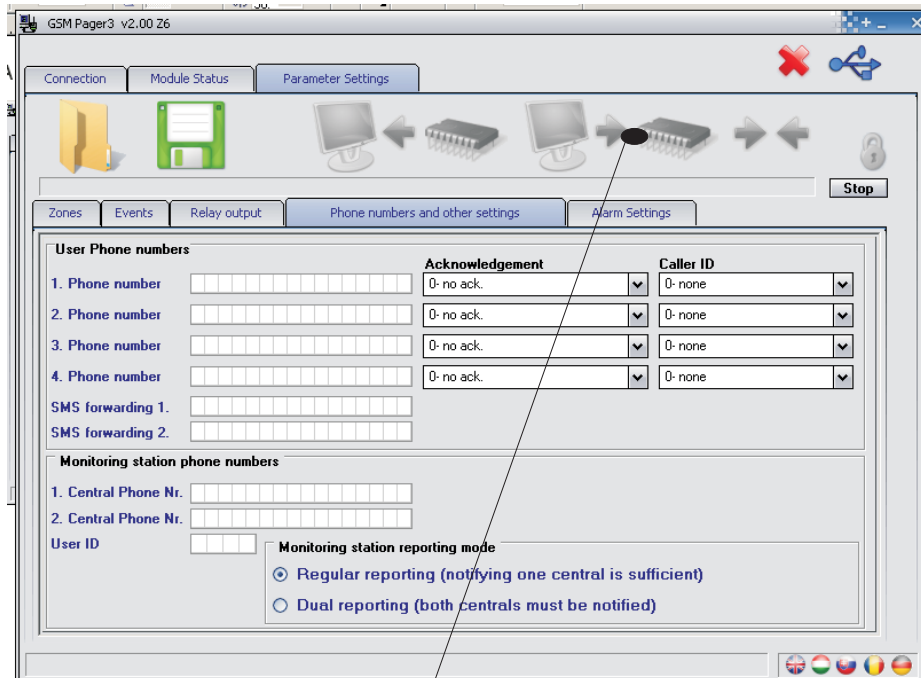 GSM Pager3 v2.00 Z6
Connection Module Status Parameter Settings
Stop
Zones Events Relay output Phone numbers and other settings Alarm Settings
User Phone numbers
Acknowledgement Caller ID
1. Phone number 0- no ack. 0- none
2. Phone number 0- no ack. 0- none
3. Phone number 0- no ack. 0- none
4. Phone number 0- no ack. 0- none
SMS forwarding 1.
SMS forwarding 2.
Monitoring station phone numbers
1. Central Phone Nr.
2. Central Phone Nr.
User ID
Monitoring station reporting mode
Regular reporting (notifying one central is sufficient)
Dual reporting (both centrals must be notified)